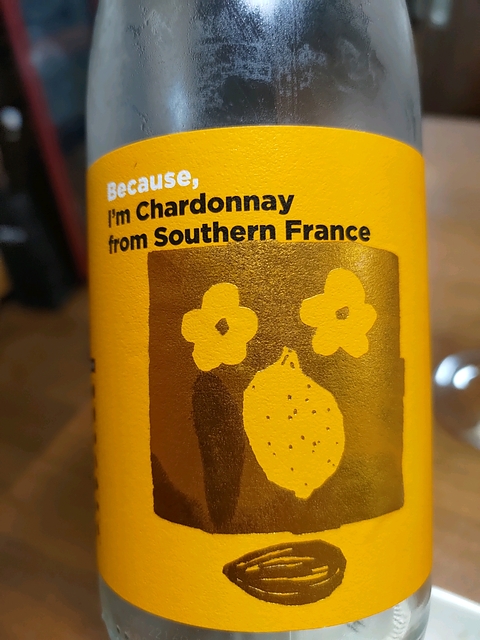 Because,
I'm Chardonnay
from Southern France